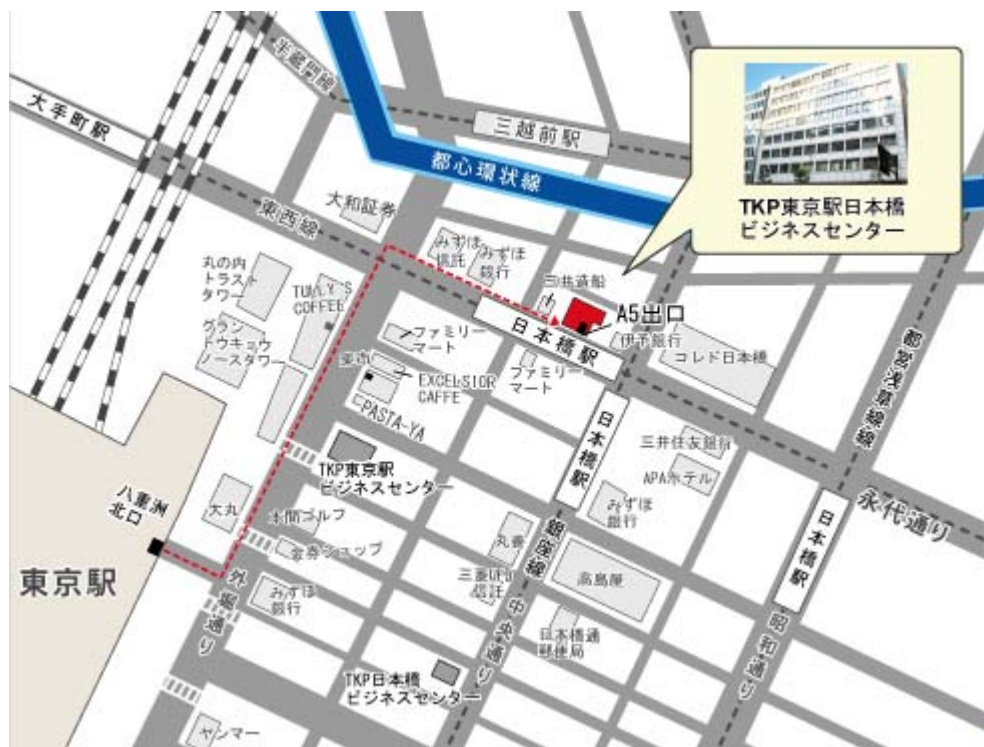 半蔵門線
大手町駅
三越前駅
都心環状線
TKP東京駅日本橋
ビジネスセンター
東西線
大和証券
みずほ
信託
みずほ
銀行
三井造船
A5出口
伊予銀行
コレド日本橋
都営浅草線線
丸の内
トラスト
タワー
TULLY'S
COFFEE
グラン
トウキョウ
ノースタワー
ファミリー
マート
日本橋駅
ファミリー
マート
EXCELSIOR
CAFFE
PASTA-YA
日本橋駅
三井住友銀行
APAホテル
みずほ
銀行
TKP東京駅
ビジネスセンター
八重洲
北口
大丸
本間ゴルフ
金券ショップ
丸善
銀座線
高島屋
日本橋駅
永代通り
東京駅
外堀通り
みずほ
銀行
三菱UFJ
信託
中央通り
日本橋通
郵便局
昭和通り
TKP日本橋
ビジネスセンター
ヤンマー